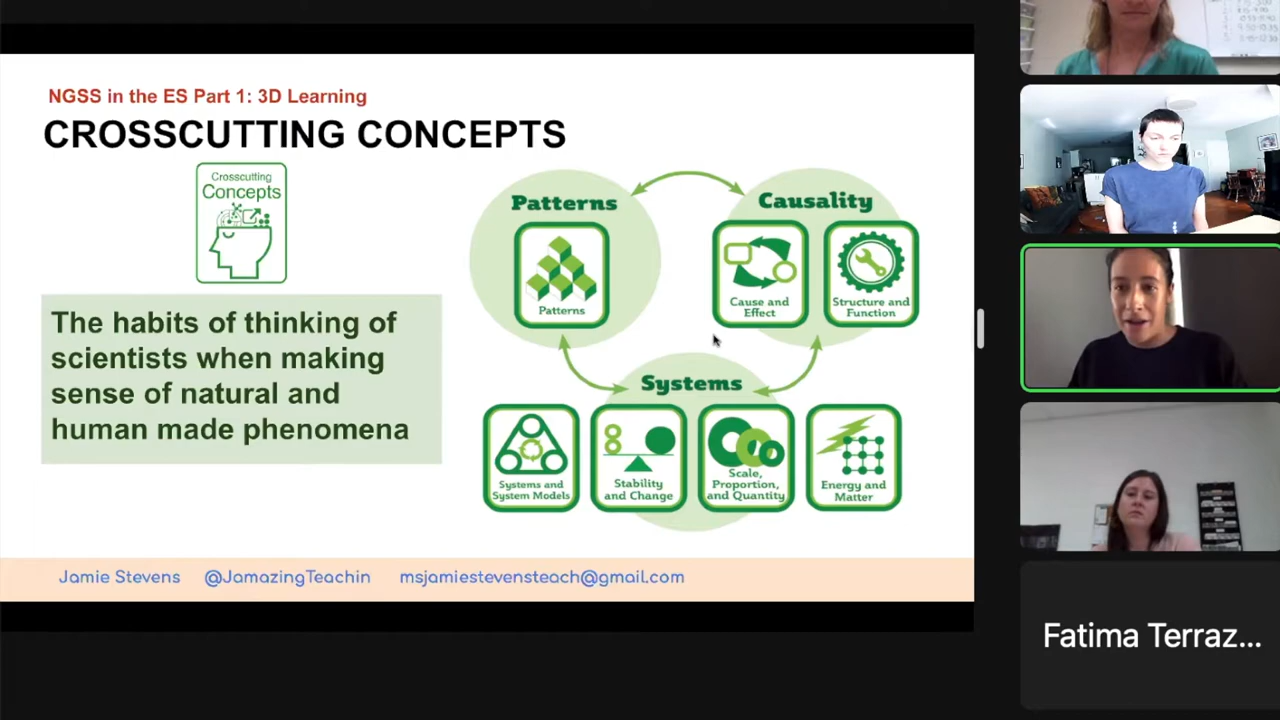 NGSS in the ES Part 1: 3D Learning
CROSSCUTTING CONCEPTS
Crosscutting
Concepts
The habits of thinking of
scientists when making
sense of natural and
human made phenomena
Patterns
Patterns
Causality
Cause and
Effect
Structure and
Function
Systems
Systems and
System Models
Stability
and Change
Scale,
Proportion,
and Quantity
Energy and
Matter
Jamie Stevens @JamazingTeachin msjamiestevensteach@gmail.com
Fatima Terraz...